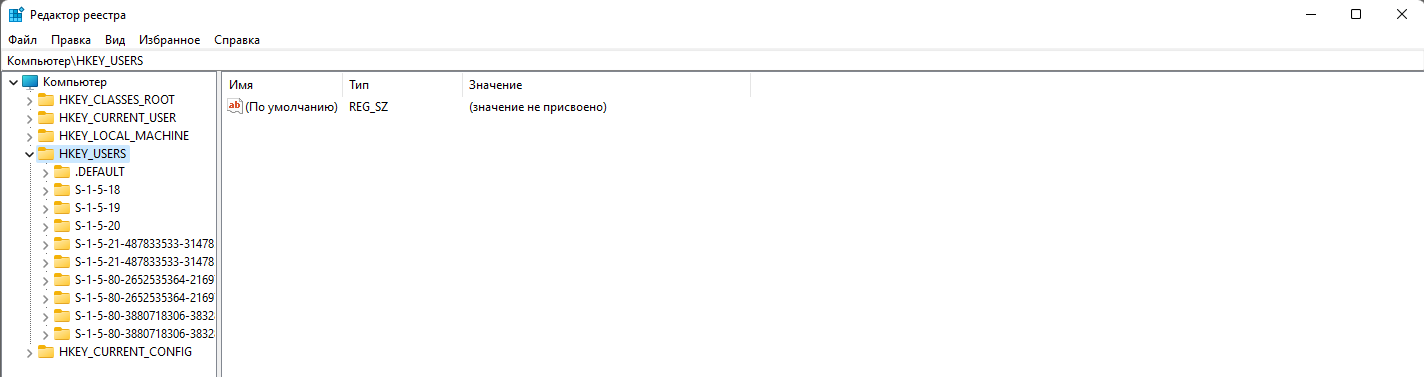 Редактор реестра
Файл Правка Вид Избранное Справка
Компьютер\HKEY_USERS
Компьютер
HKEY_CLASSES_ROOT
HKEY_CURRENT_USER
HKEY_LOCAL_MACHINE
HKEY_USERS
.DEFAULT
S-1-5-18
S-1-5-19
S-1-5-20
S-1-5-21-487833533-31478
S-1-5-21-487833533-31478
S-1-5-80-2652535364-2169
S-1-5-80-2652535364-2169
S-1-5-80-3880718306-3832
S-1-5-80-3880718306-3832
HKEY_CURRENT_CONFIG
Имя Тип Значение
ab (По умолчанию) REG_SZ (значение не присвоено)